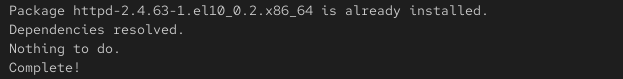 Package httpd-2.4.63-1.el10_0.2.x86_64 is already installed.
Dependencies resolved.
Nothing to do.
Complete!